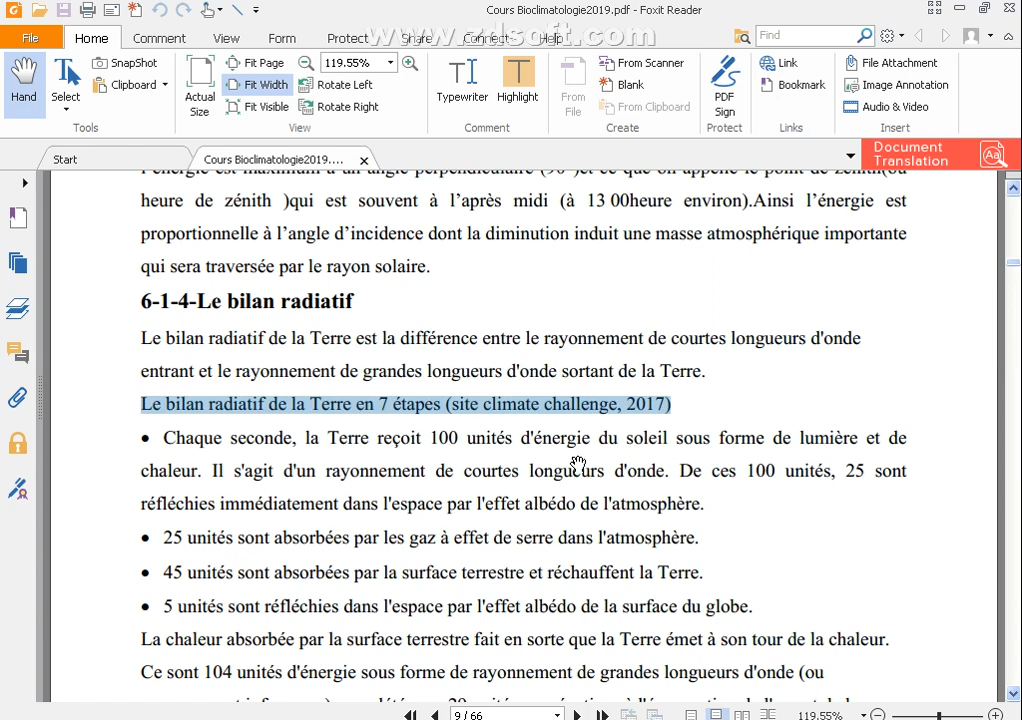 Cours Bioclimatologie2019.pdf - Foxit Reader
File Home Comment View Form Protect Share Connect Help Find
www.zdsoft.com
Hand Select SnapShot Clipboard Actual Size Fit Page Fit Width Fit Visible 119.55% Rotate Left Rotate Right Typewriter Highlight From File From Scanner Blank From Clipboard PDF Sign Link Bookmark File Attachment Image Annotation Audio & Video
Tools View Comment Create Protect Links Insert
Start Cours Bioclimatologie2019.... Document Translation
heure de zénith )qui est souvent à l'après midi (à 13 00heure environ).Ainsi l'énergie est
proportionnelle à l'angle d'incidence dont la diminution induit une masse atmosphérique importante
qui sera traversée par le rayon solaire.
6-1-4-Le bilan radiatif
Le bilan radiatif de la Terre est la différence entre le rayonnement de courtes longueurs d'onde
entrant et le rayonnement de grandes longueurs d'onde sortant de la Terre.
Le bilan radiatif de la Terre en 7 étapes (site climate challenge, 2017)
• Chaque seconde, la Terre reçoit 100 unités d'énergie du soleil sous forme de lumière et de
chaleur. Il s'agit d'un rayonnement de courtes longueurs d'onde. De ces 100 unités, 25 sont
réfléchies immédiatement dans l'espace par l'effet albédo de l'atmosphère.
• 25 unités sont absorbées par les gaz à effet de serre dans l'atmosphère.
• 45 unités sont absorbées par la surface terrestre et réchauffent la Terre.
• 5 unités sont réfléchies dans l'espace par l'effet albédo de la surface du globe.
La chaleur absorbée par la surface terrestre fait en sorte que la Terre émet à son tour de la chaleur.
Ce sont 104 unités d'énergie sous forme de rayonnement de grandes longueurs d'onde (ou
9 / 66 119.55%